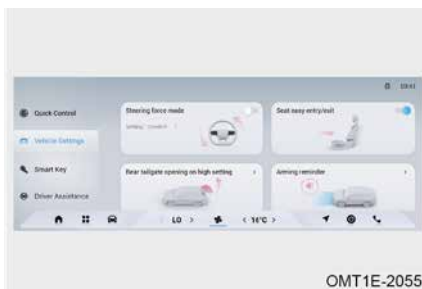 Quick Control
Vehicle Settings
Smart Key
Driver Assistance
Steering force mode
Seat easy entry/exit
Rear tailgate opening on high setting
Arming reminder
LO
16°C
OMT1E-2055